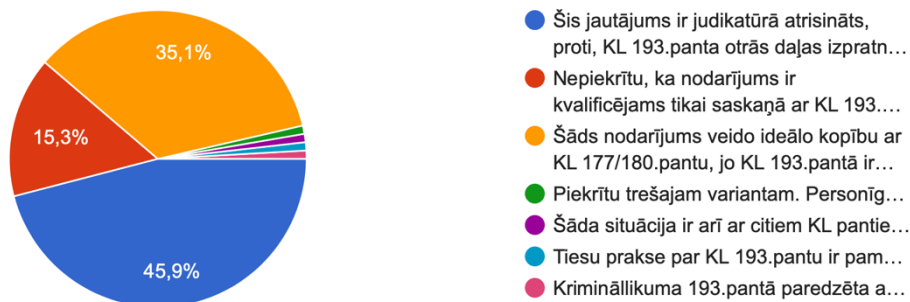 35,1%
15,3%
45,9%
Šis jautājums ir judikatūrā atrisināts,
proti, KL 193.panta otrās daļas izpratn…
Nepiekrītu, ka nodarījums ir
kvalificējams tikai saskaņā ar KL 193.…
Šāds nodarījums veido ideālo kopību ar
KL 177/180.pantu, jo KL 193.pantā ir…
Piekrītu trešajam variantam. Personīg…
Šāda situācija ir arī ar citiem KL pantie…
Tiesu prakse par KL 193.pantu ir pam…
Krimināllikuma 193.pantā paredzēta a…